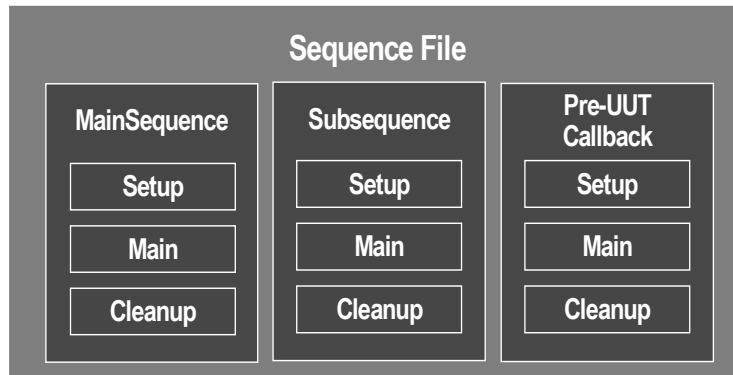 Sequence File
MainSequence
Setup
Main
Cleanup
Subsequence
Setup
Main
Cleanup
Pre-UUT
Callback
Setup
Main
Cleanup